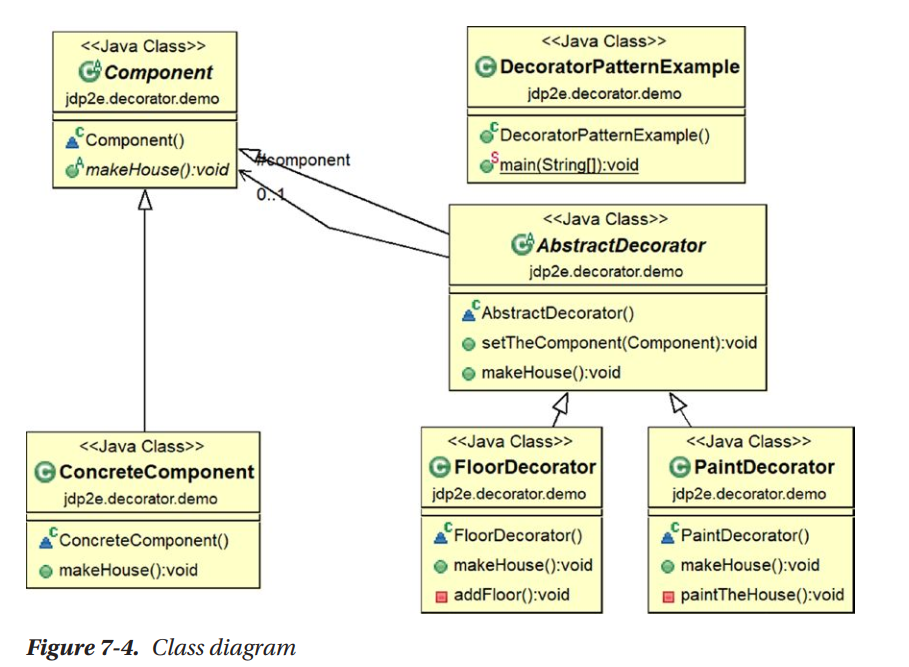 <<Java Class>>
Component
jdp2e.decorator.demo
Component()
makeHouse():void
#component
0..1
<<Java Class>>
DecoratorPatternExample
jdp2e.decorator.demo
DecoratorPatternExample()
main(String[]):void
<<Java Class>>
AbstractDecorator
jdp2e.decorator.demo
AbstractDecorator()
setTheComponent(Component):void
makeHouse():void
<<Java Class>>
ConcreteComponent
jdp2e.decorator.demo
ConcreteComponent()
makeHouse():void
<<Java Class>>
FloorDecorator
jdp2e.decorator.demo
FloorDecorator()
makeHouse():void
addFloor():void
<<Java Class>>
PaintDecorator
jdp2e.decorator.demo
PaintDecorator()
makeHouse():void
paintTheHouse():void
Figure 7-4. Class diagram